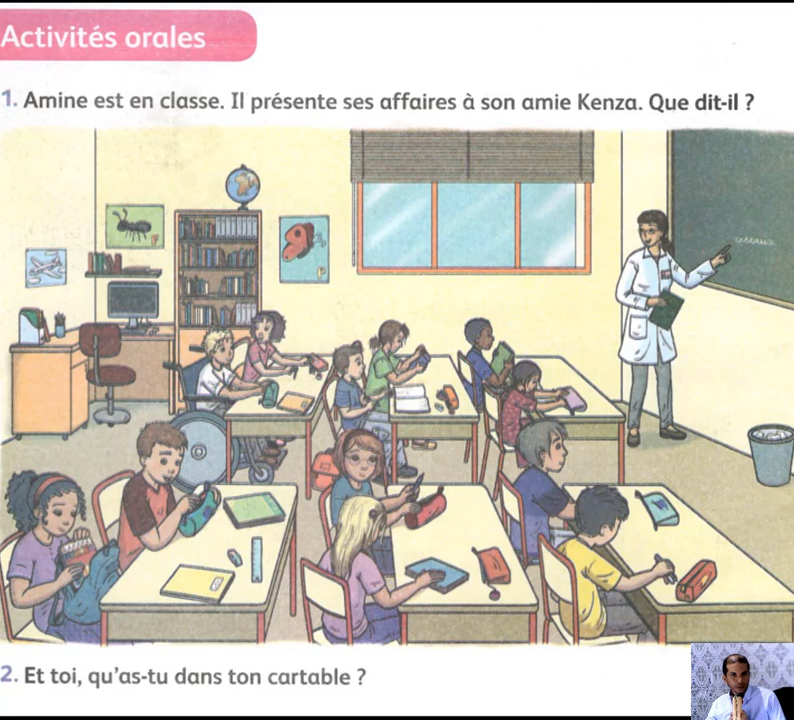 Activités orales
1. Amine est en classe. Il présente ses affaires à son amie Kenza. Que dit-il ?
2. Et toi, qu'as-tu dans ton cartable ?